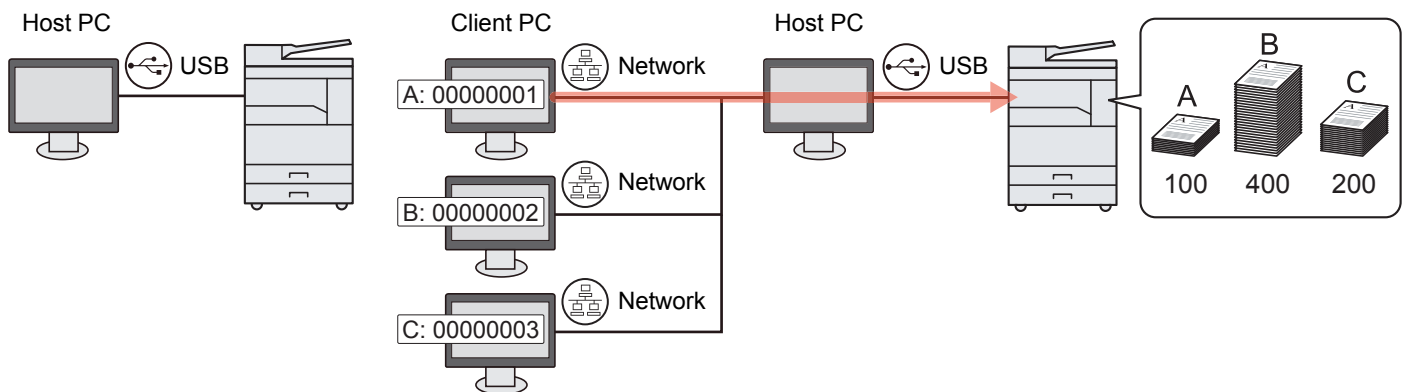 Host PC
USB
Client PC
Network
A: 00000001
Network
B: 00000002
Network
C: 00000003
Host PC
USB
A
B
C
100
400
200